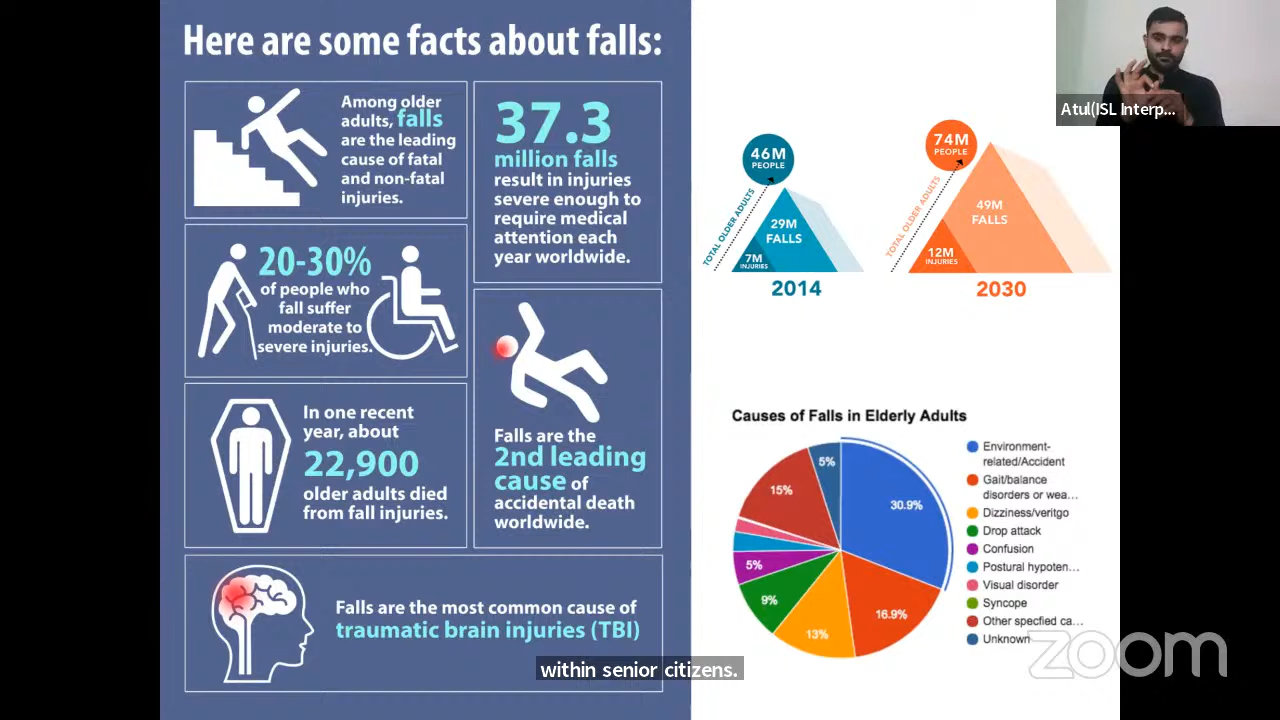 Here are some facts about falls:
Among older
adults, falls
are the leading
cause of fatal
and non-fatal
injuries.
37.3
million falls
result in injuries
severe enough to
require medical
attention each
year worldwide.
20-30%
of people who
fall suffer
moderate to
severe injuries.
Falls are the
2nd leading
cause of
accidental death
worldwide.
In one recent
year, about
22,900
older adults died
from fall injuries.
Falls are the most common cause of
traumatic brain injuries (TBI)
46M
PEOPLE
TOTAL OLDER ADULTS
29M
FALLS
7M
INJURIES
2014
74M
PEOPLE
TOTAL OLDER ADULTS
49M
FALLS
12M
INJURIES
2030
Causes of Falls in Elderly Adults
30.9%
16.9%
13%
9%
5%
15%
5%
Environment-
related/Accident
Gait/balance
disorders or wea...
Dizziness/veritgo
Drop attack
Confusion
Postural hypoten...
Visual disorder
Syncope
Other specfied ca...
Unknown
within senior citizens.
Atul(ISL Interp...
zoom